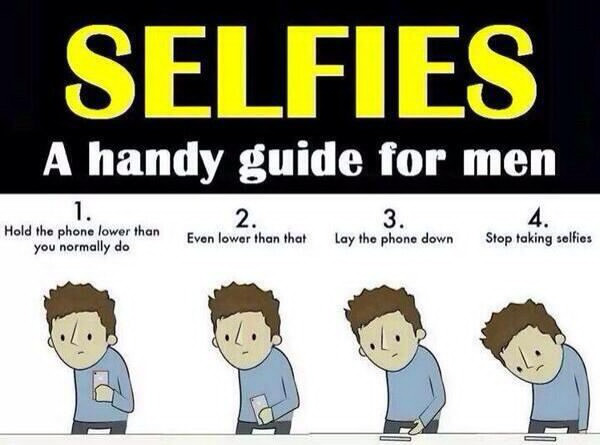 SELFIES
A handy guide for men
1.
Hold the phone lower than
you normally do
2.
Even lower than that
3.
Lay the phone down
4.
Stop taking selfies